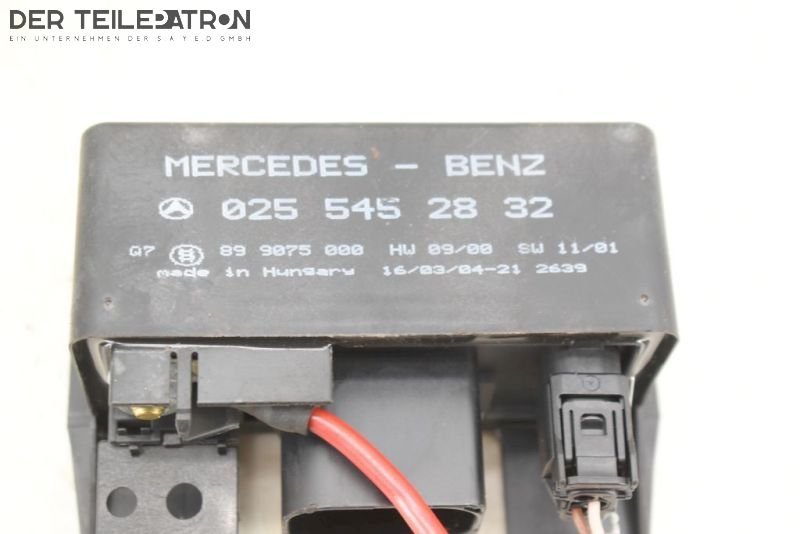 DER TEILEPATRON
EIN UNTERNEHMEN DER SAYED GMBH
MERCEDES - BENZ
025 545 28 32
Q7 89 9075 000 HW 09/00 SW 11/01
made in Hungary 16/03/04-21 2639